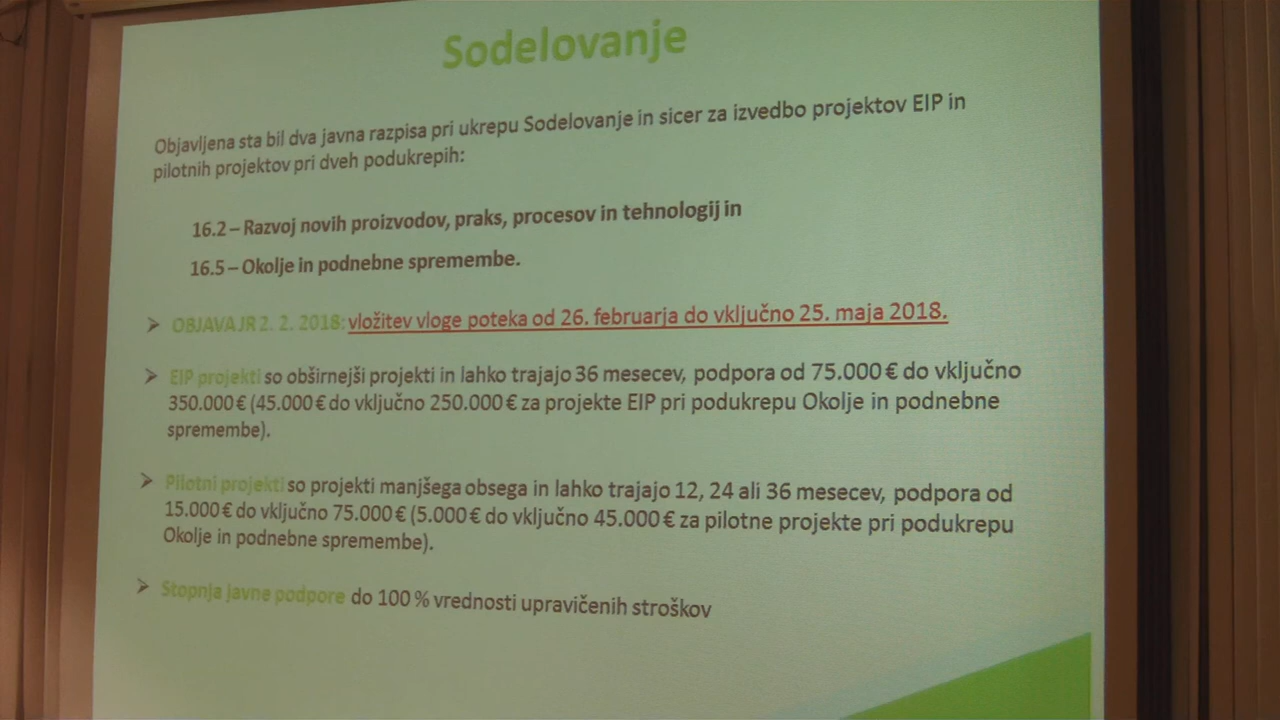 Sodelovanje
Objavljena sta bil dva javna razpisa pri ukrepu Sodelovanje in sicer za izvedbo projektov EIP in
pilotnih projektov pri dveh podukrepih:
16.2 – Razvoj novih proizvodov, praks, procesov in tehnologij in
16.5 – Okolje in podnebne spremembe.
➢ OBJAVA JR 2. 2. 2018: vložitev vloge poteka od 26. februarja do vključno 25. maja 2018.
➢ EIP projekti so obširnejši projekti in lahko trajajo 36 mesecev, podpora od 75.000 € do vključno
350.000 € (45.000 € do vključno 250.000 € za projekte EIP pri podukrepu Okolje in podnebne
spremembe).
➢ Pilotni projekti so projekti manjšega obsega in lahko trajajo 12, 24 ali 36 mesecev, podpora od
15.000 € do vključno 75.000 € (5.000 € do vključno 45.000 € za pilotne projekte pri podukrepu
Okolje in podnebne spremembe).
➢ Stopnja javne podpore do 100 % vrednosti upravičenih stroškov